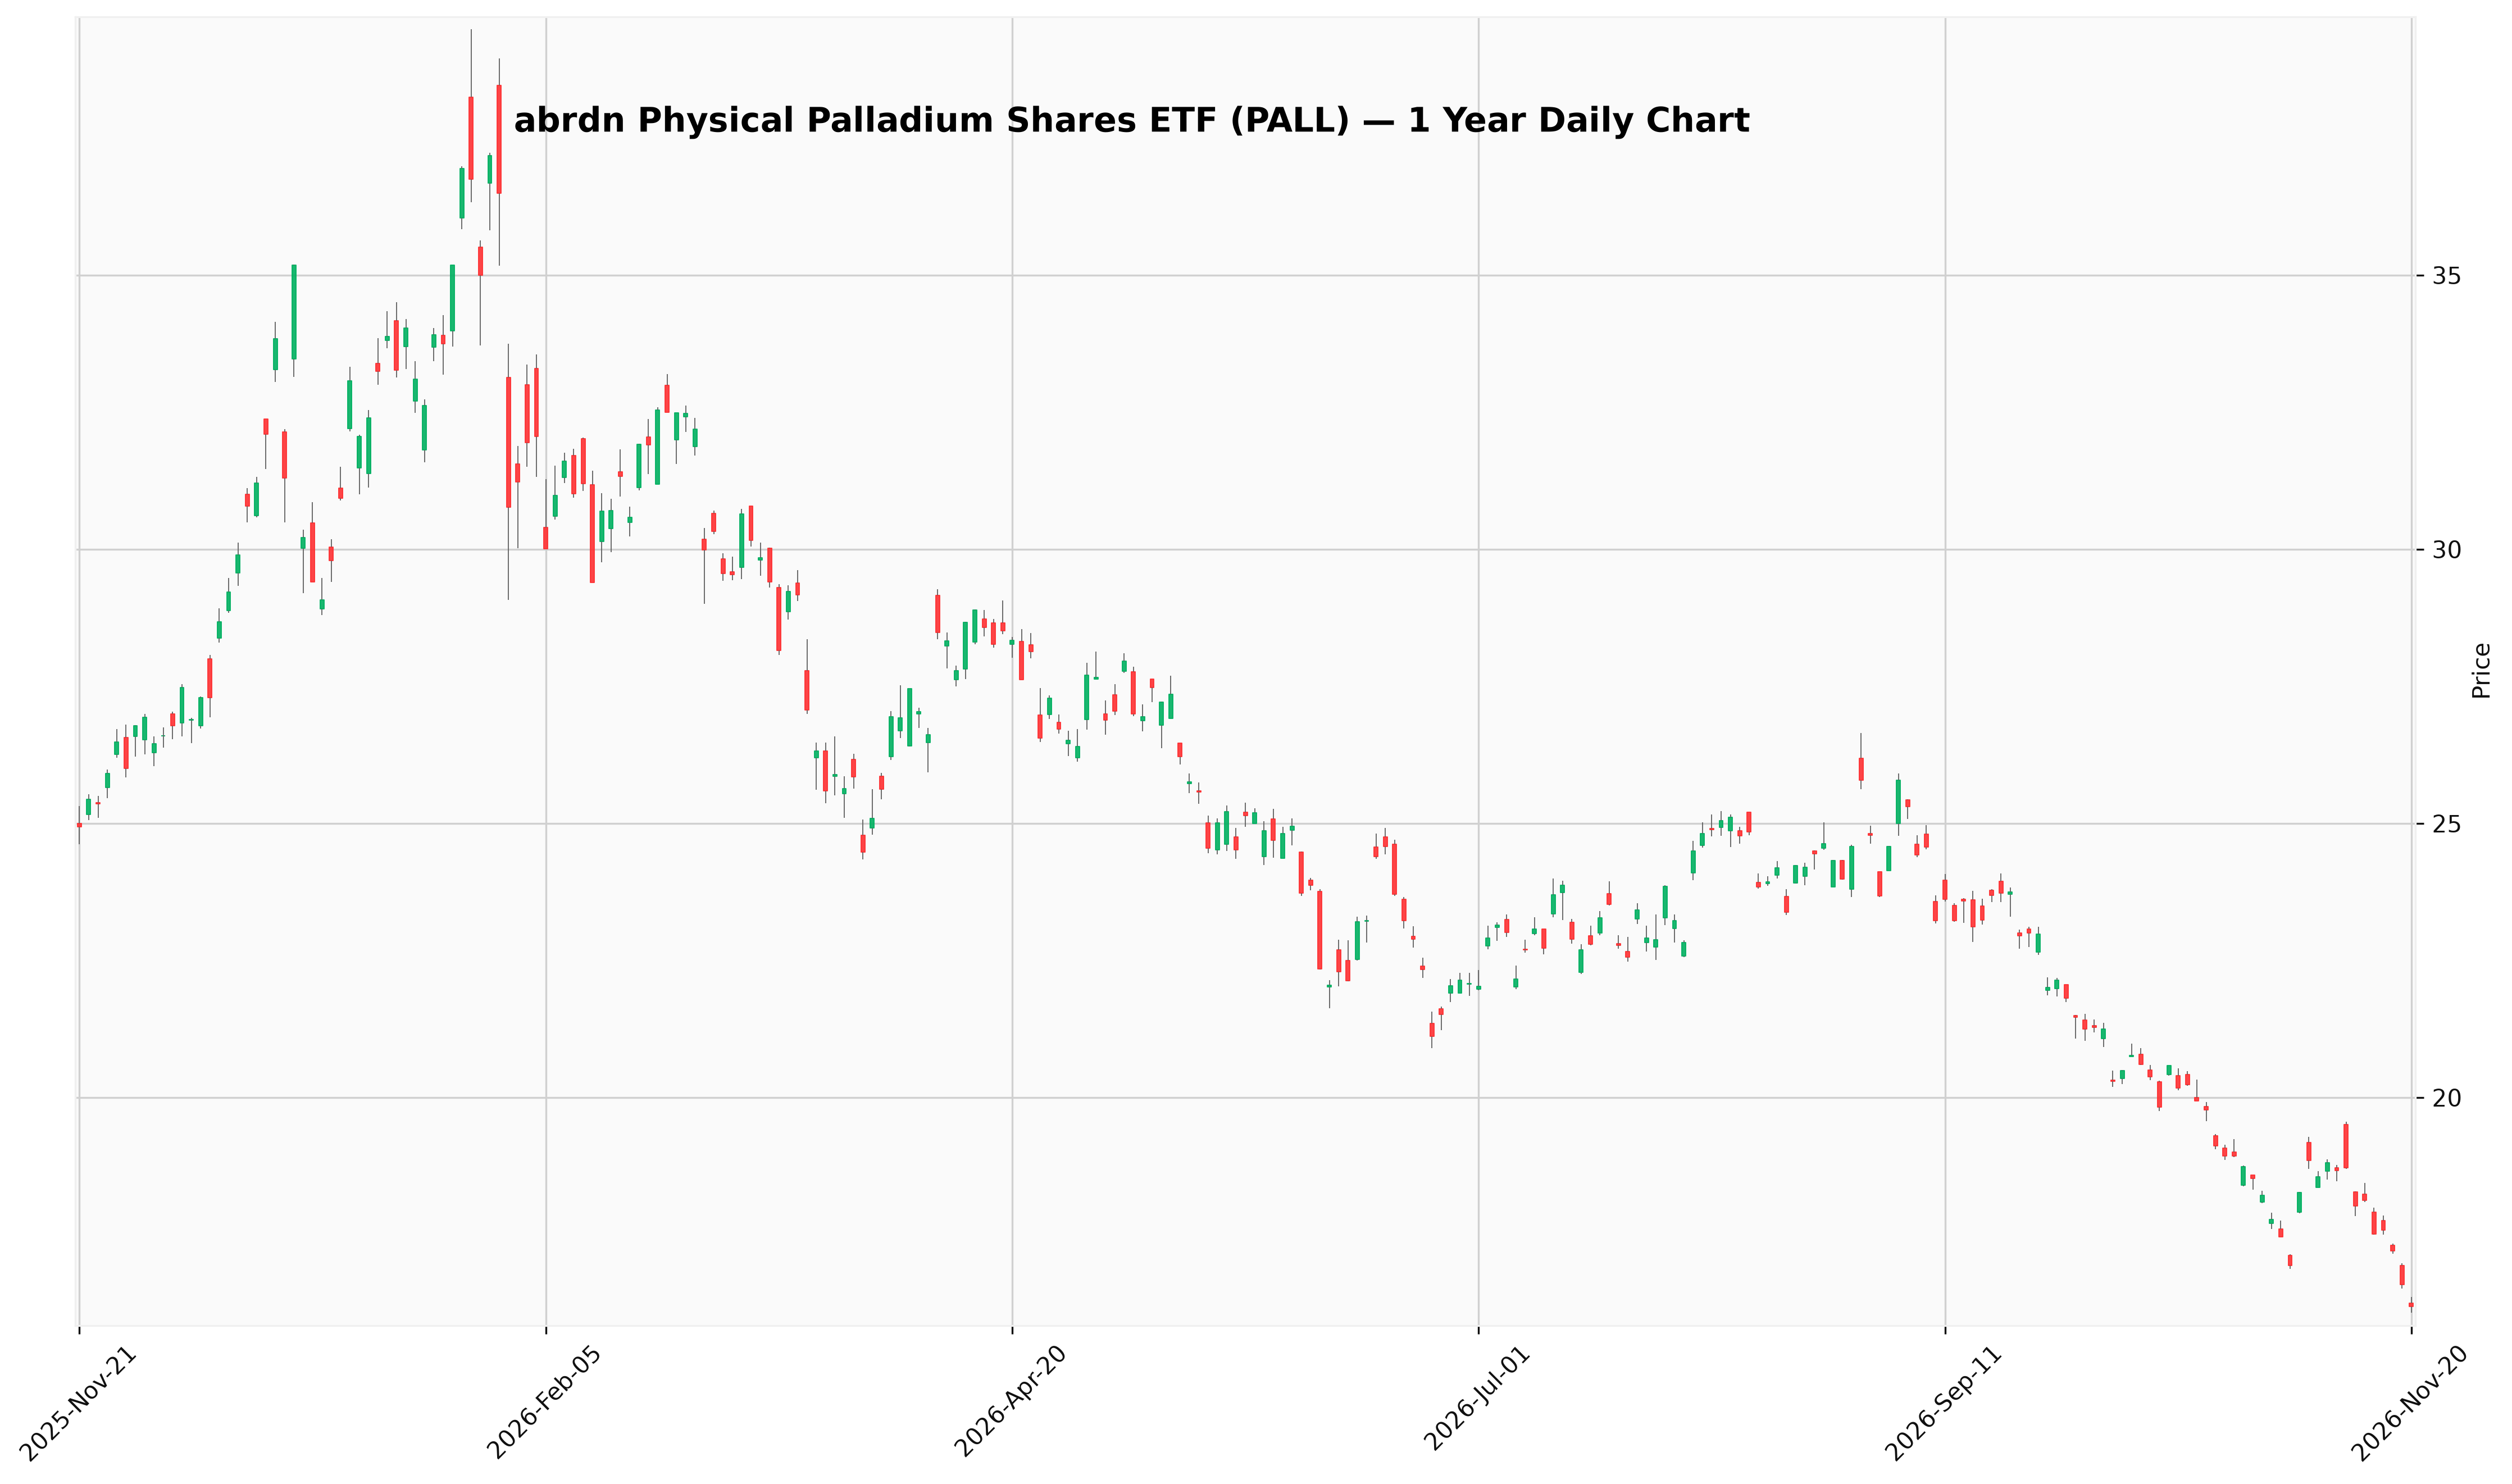 abrdn Physical Palladium Shares ETF (PALL) — 1 Year Daily Chart
35
30
25
20
Price
2025-Nov-21
2026-Feb-05
2026-Apr-20
2026-Jul-01
2026-Sep-11
2026-Nov-20